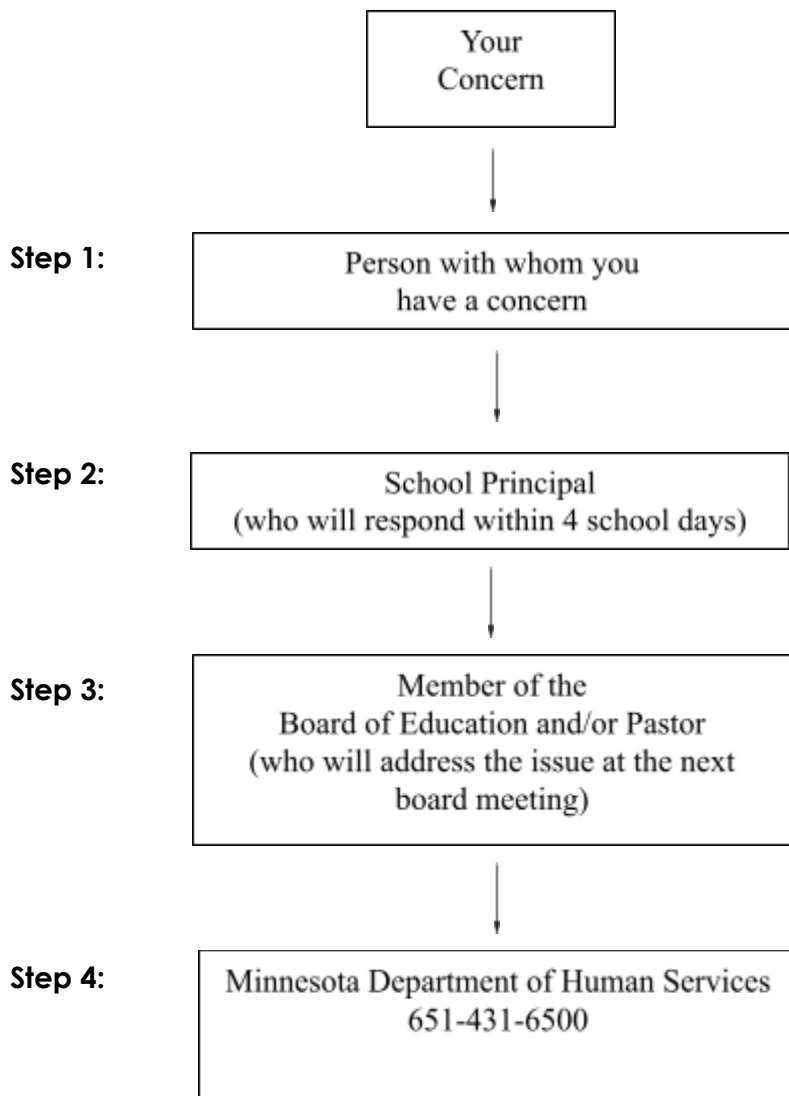 Your
Concern
Step 1:
Person with whom you
have a concern
Step 2:
School Principal
(who will respond within 4 school days)
Step 3:
Member of the
Board of Education and/or Pastor
(who will address the issue at the next
board meeting)
Step 4:
Minnesota Department of Human Services
651-431-6500